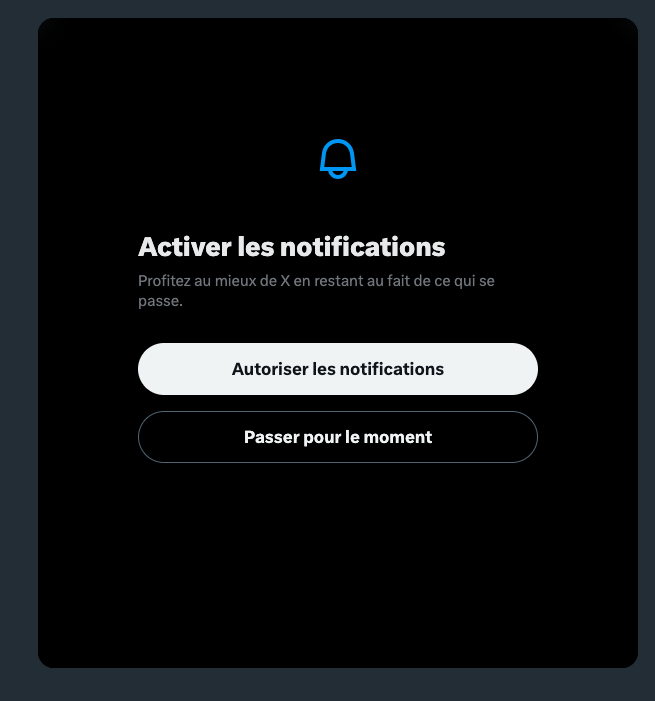 Activer les notifications
Profitez au mieux de X en restant au fait de ce qui se
passe.
Autoriser les notifications
Passer pour le moment